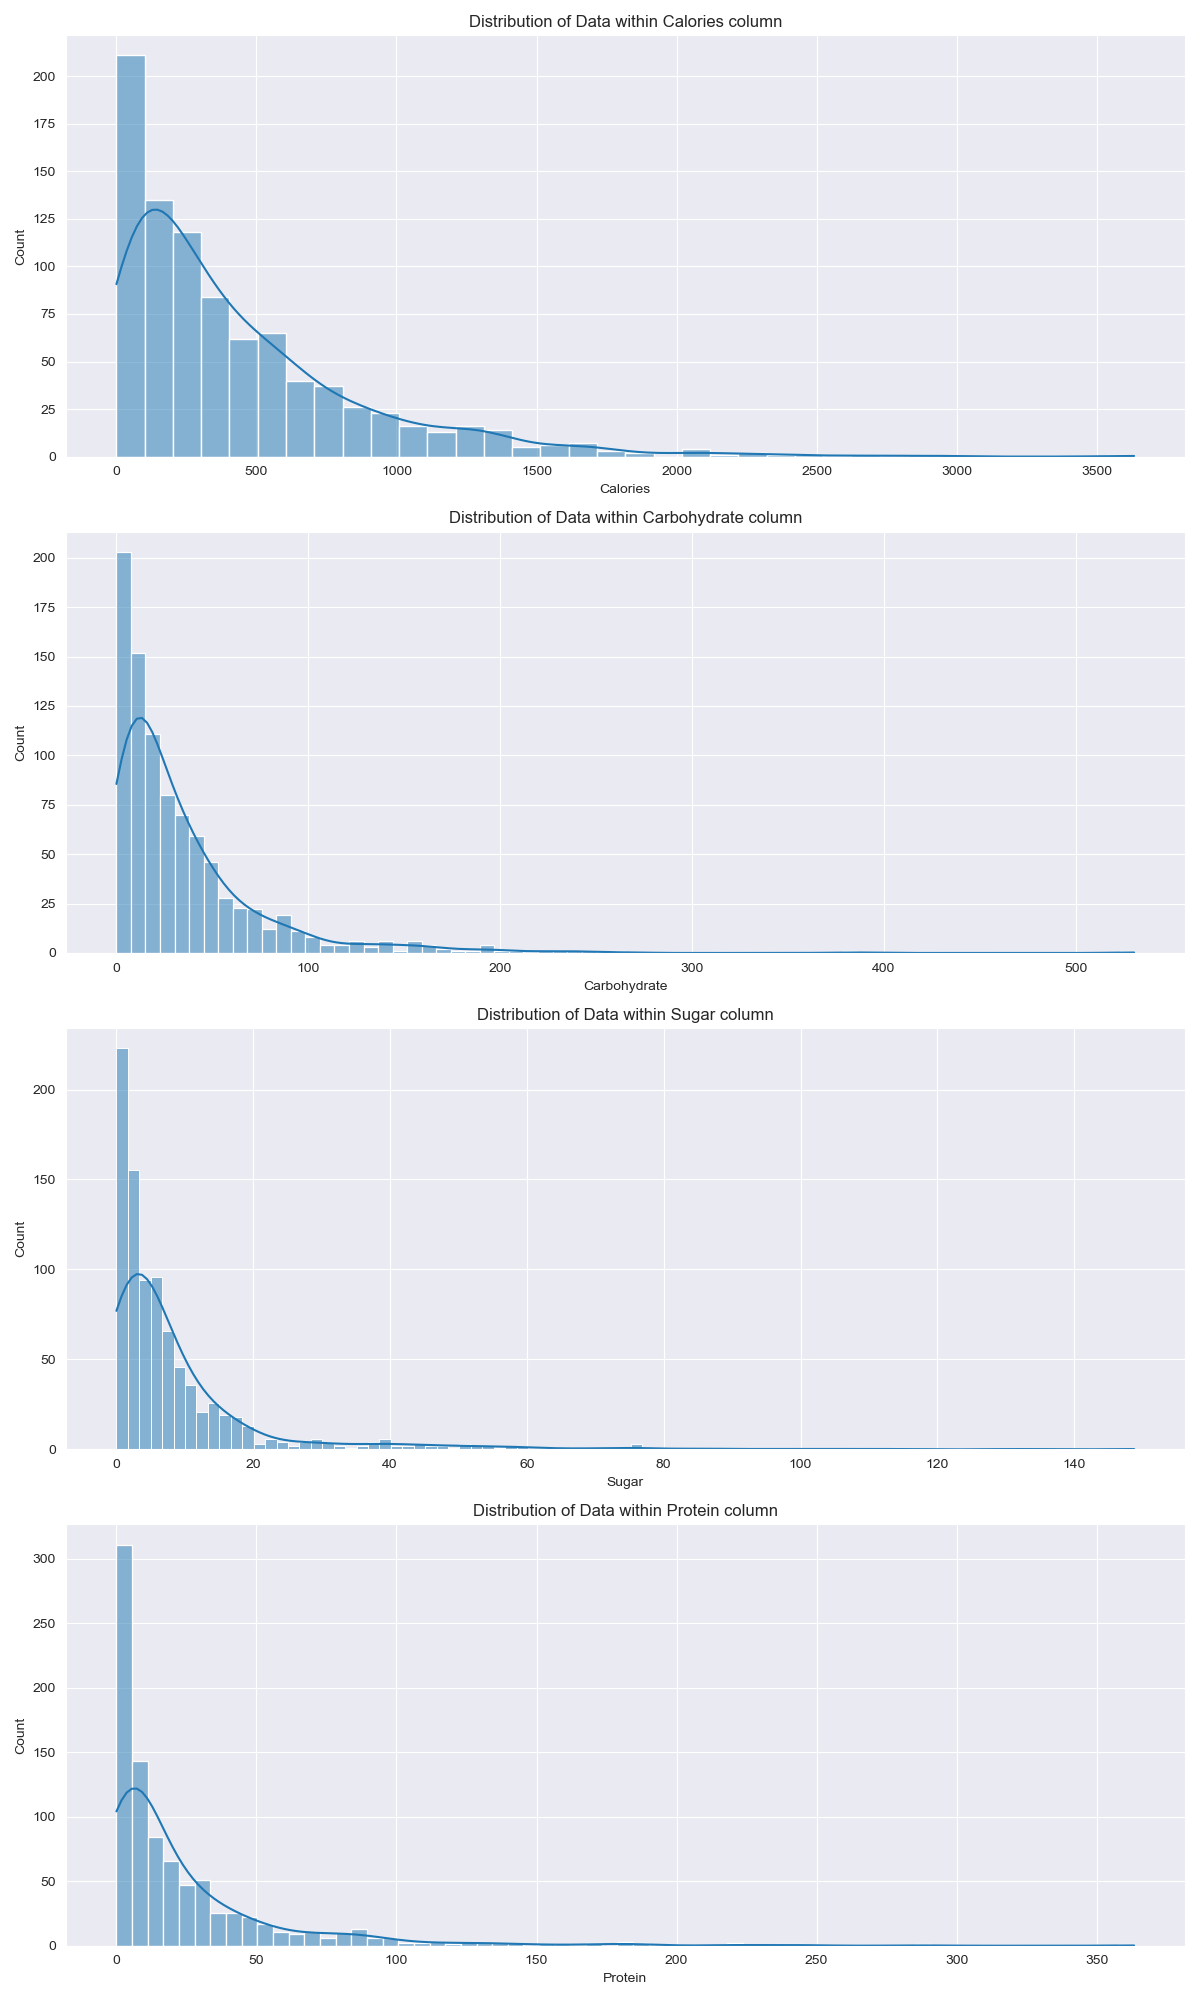 Distribution of Data within Calories column
200
175
150
125
100
75
50
25
0
Count
0 500 1000 1500 2000 2500 3000 3500
Calories
Distribution of Data within Carbohydrate column
200
175
150
125
100
75
50
25
0
Count
0 100 200 300 400 500
Carbohydrate
Distribution of Data within Sugar column
200
150
100
50
0
Count
0 20 40 60 80 100 120 140
Sugar
Distribution of Data within Protein column
300
250
200
150
100
50
0
Count
0 50 100 150 200 250 300 350
Protein